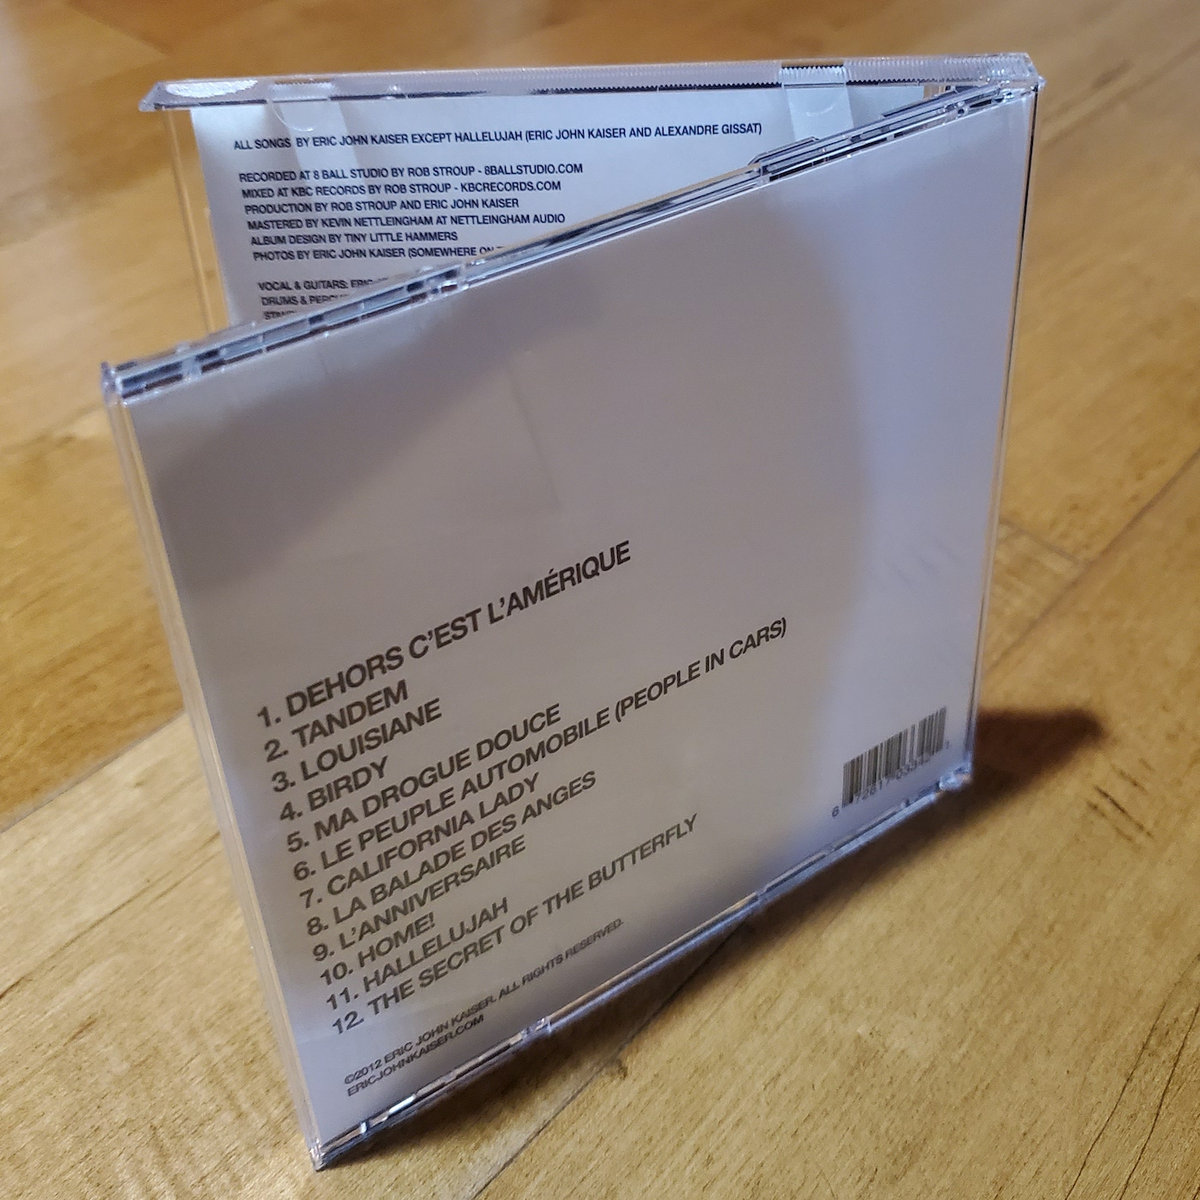 ALL SONGS BY ERIC JOHN KAISER EXCEPT HALLELUJAH (ERIC JOHN KAISER AND ALEXANDRE GISSAT)
RECORDED AT 8 BALL STUDIO BY ROB STROUP - 8BALLSTUDIO.COM
MIXED AT KBC RECORDS BY ROB STROUP - KBCRECORDS.COM
PRODUCTION BY ROB STROUP AND ERIC JOHN KAISER
MASTERED BY KEVIN NETTLEINGHAM AT NETTLEINGHAM AUDIO
ALBUM DESIGN BY TINY LITTLE HAMMERS
PHOTOS BY ERIC JOHN KAISER (SOMEWHERE ON
VOCAL & GUITARS:
DRUMS &
1. DEHORS C'EST L'AMÉRIQUE
2. TANDEM
3. LOUISIANE
4. BIRDY
5. MA DROGUE DOUCE
6. LE PEUPLE AUTOMOBILE (PEOPLE IN CARS)
7. CALIFORNIA LADY
8. LA BALADE DES ANGES
9. L'ANNIVERSAIRE
10. HOME!
11. HALLELUJAH
12. THE SECRET OF THE BUTTERFLY
©2012 ERIC JOHN KAISER. ALL RIGHTS RESERVED.
ERICJOHNKAISER.COM